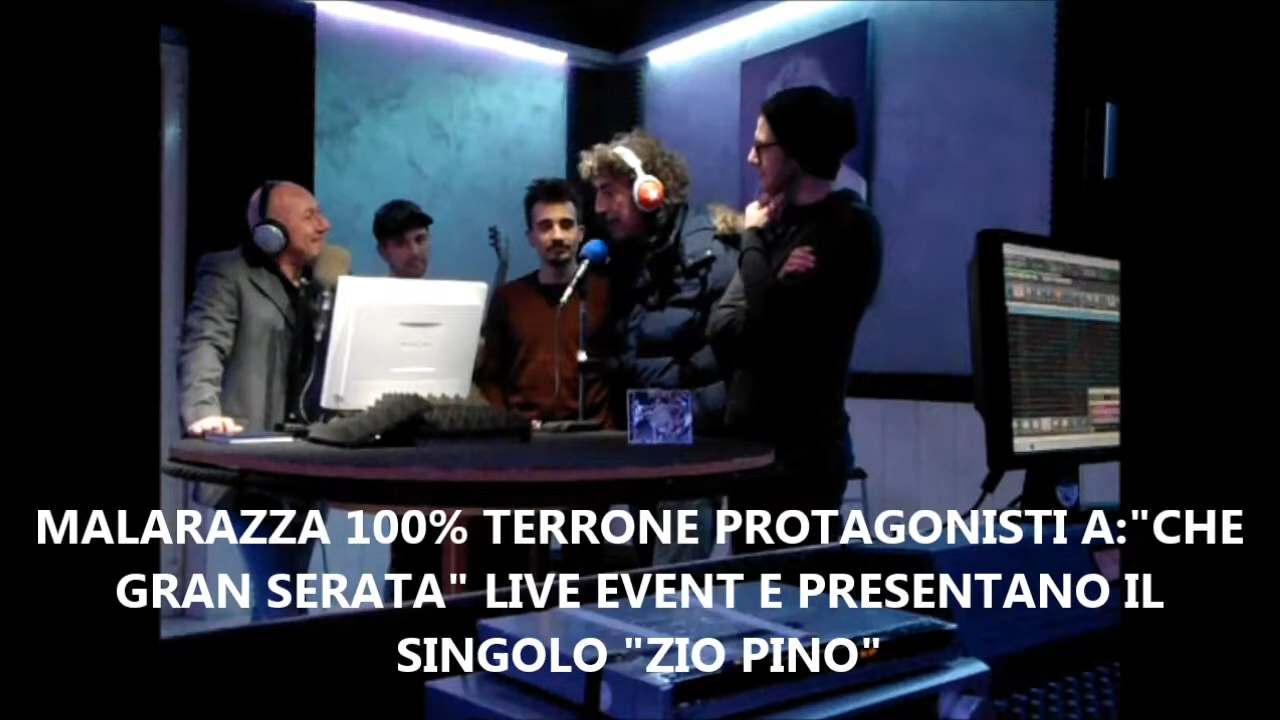 MALARAZZA 100% TERRONE PROTAGONISTI A:"CHE
GRAN SERATA" LIVE EVENT E PRESENTANO IL
SINGOLO "ZIO PINO"